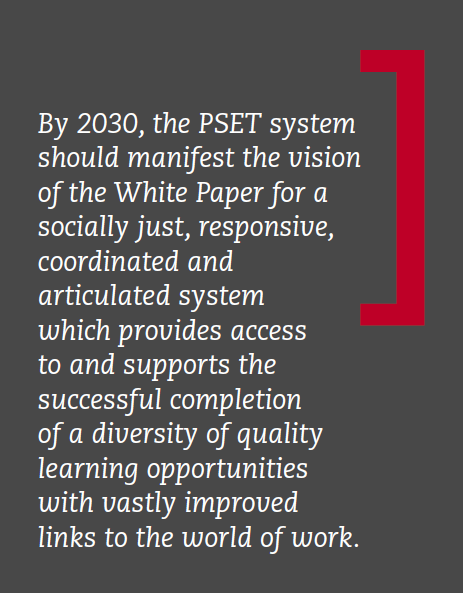 By 2030, the PSET system
should manifest the vision
of the White Paper for a
socially just, responsive,
coordinated and
articulated system
which provides access
to and supports the
successful completion
of a diversity of quality
learning opportunities
with vastly improved
links to the world of work.